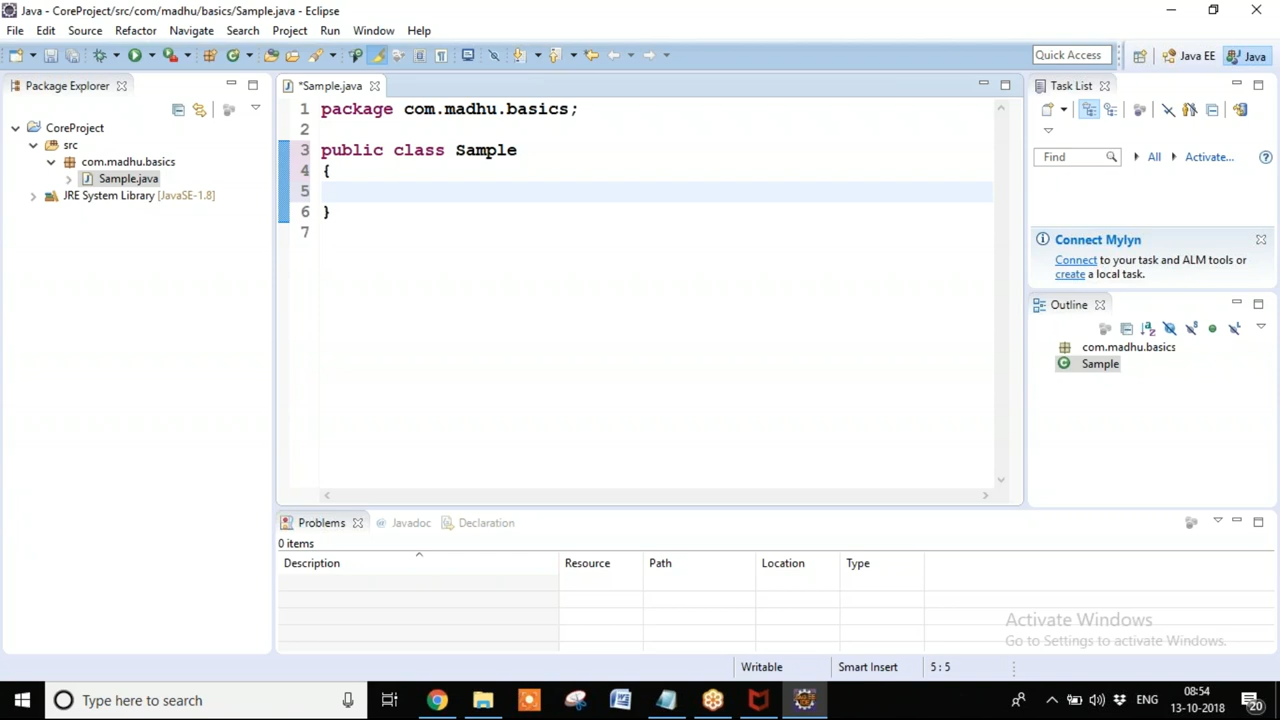 Java - CoreProject/src/com/madhu/basics/Sample.java - Eclipse
File Edit Source Refactor Navigate Search Project Run Window Help
Quick Access Java EE Java
Package Explorer
CoreProject
src
com.madhu.basics
Sample.java
JRE System Library [JavaSE-1.8]
*Sample.java
1 package com.madhu.basics;
2
3 public class Sample
4 {
5
6 }
7
Task List
Find All Activate...
Connect Mylyn
Connect to your task and ALM tools or
create a local task.
Outline
com.madhu.basics
Sample
Problems @ Javadoc Declaration
0 items
Description Resource Path Location Type
Activate Windows
Go to Settings to activate Windows.
Writable Smart Insert 5 : 5
Type here to search
ENG
08:54
13-10-2018
20